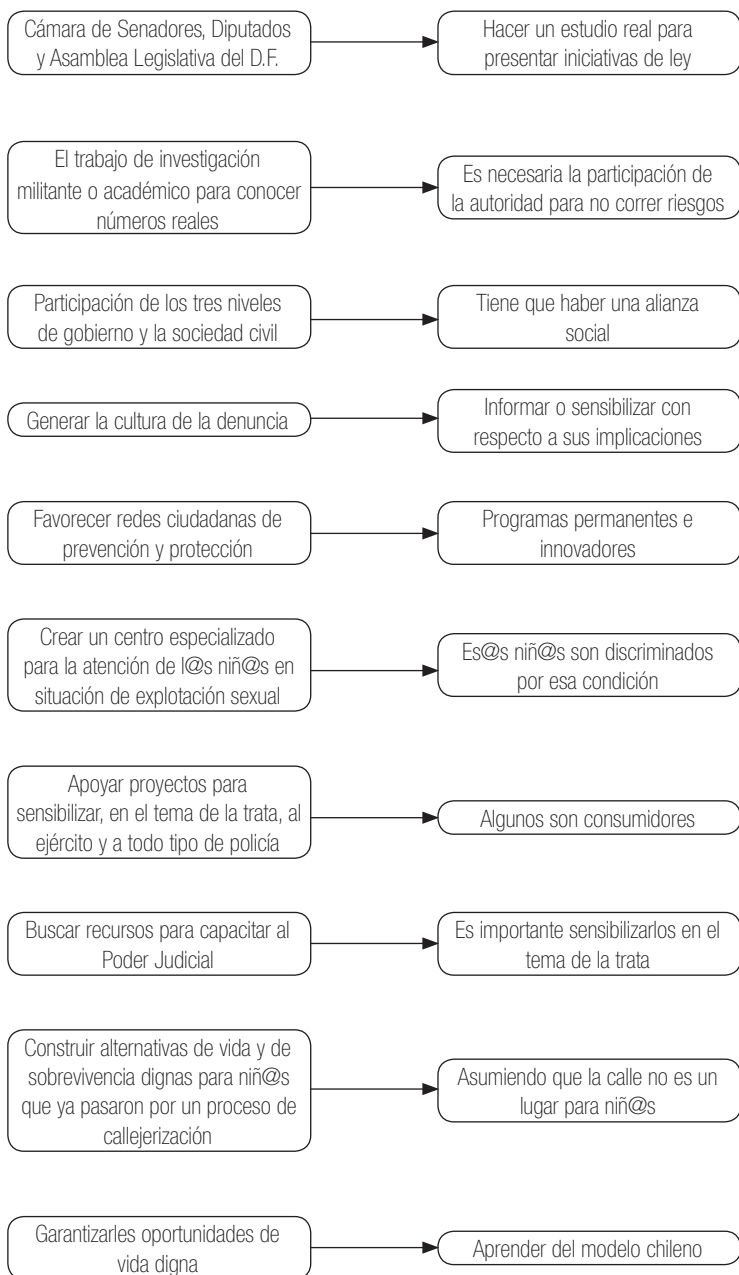 Cámara de Senadores, Diputados
y Asamblea Legislativa del D.F.
Hacer un estudio real para
presentar iniciativas de ley
El trabajo de investigación
militante o académico para conocer
números reales
Es necesaria la participación de
la autoridad para no correr riesgos
Participación de los tres niveles
de gobierno y la sociedad civil
Tiene que haber una alianza
social
Generar la cultura de la denuncia
Informar o sensibilizar con
respecto a sus implicaciones
Favorecer redes ciudadanas de
prevención y protección
Programas permanentes e
innovadores
Crear un centro especializado
para la atención de l@s niñ@s en
situación de explotación sexual
Es@s niñ@s son discriminados
por esa condición
Apoyar proyectos para
sensibilizar, en el tema de la trata, al
ejército y a todo tipo de policía
Algunos son consumidores
Buscar recursos para capacitar al
Poder Judicial
Es importante sensibilizarlos en el
tema de la trata
Construir alternativas de vida y de
sobrevivencia dignas para niñ@s
que ya pasaron por un proceso de
callejerización
Asumiendo que la calle no es un
lugar para niñ@s
Garantizarles oportunidades de
vida digna
Aprender del modelo chileno